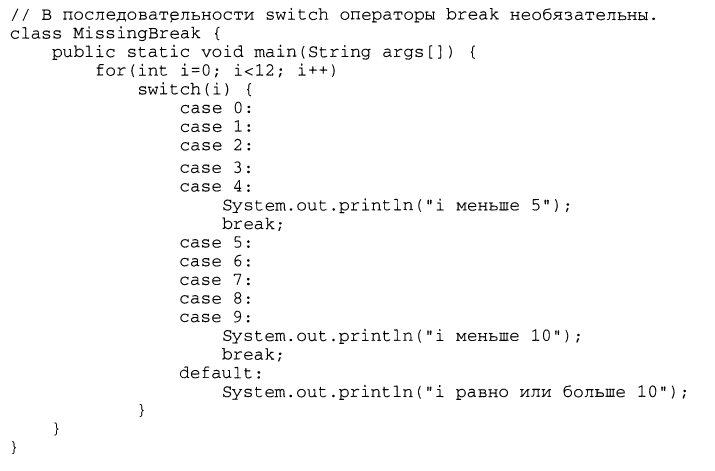 // В последовательности switch операторы break необязательны.
class MissingBreak {
    public static void main(String args[]) {
        for(int i=0; i<12; i++)
            switch(i) {
                case 0:
                case 1:
                case 2:
                case 3:
                case 4:
                    System.out.println("i меньше 5");
                    break;
                case 5:
                case 6:
                case 7:
                case 8:
                case 9:
                    System.out.println("i меньше 10");
                    break;
                default:
                    System.out.println("i равно или больше 10");
            }
    }
}